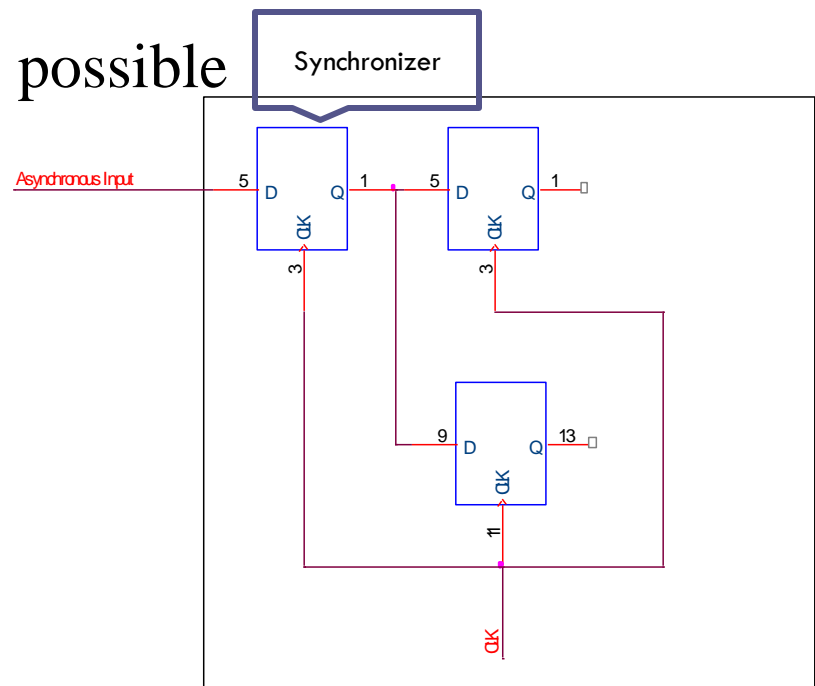 possible
Synchronizer
Asynchronous Input
5
D
Q
1
CLK
3
5
D
Q
1
CLK
3
9
D
Q
13
CLK
11
CLK